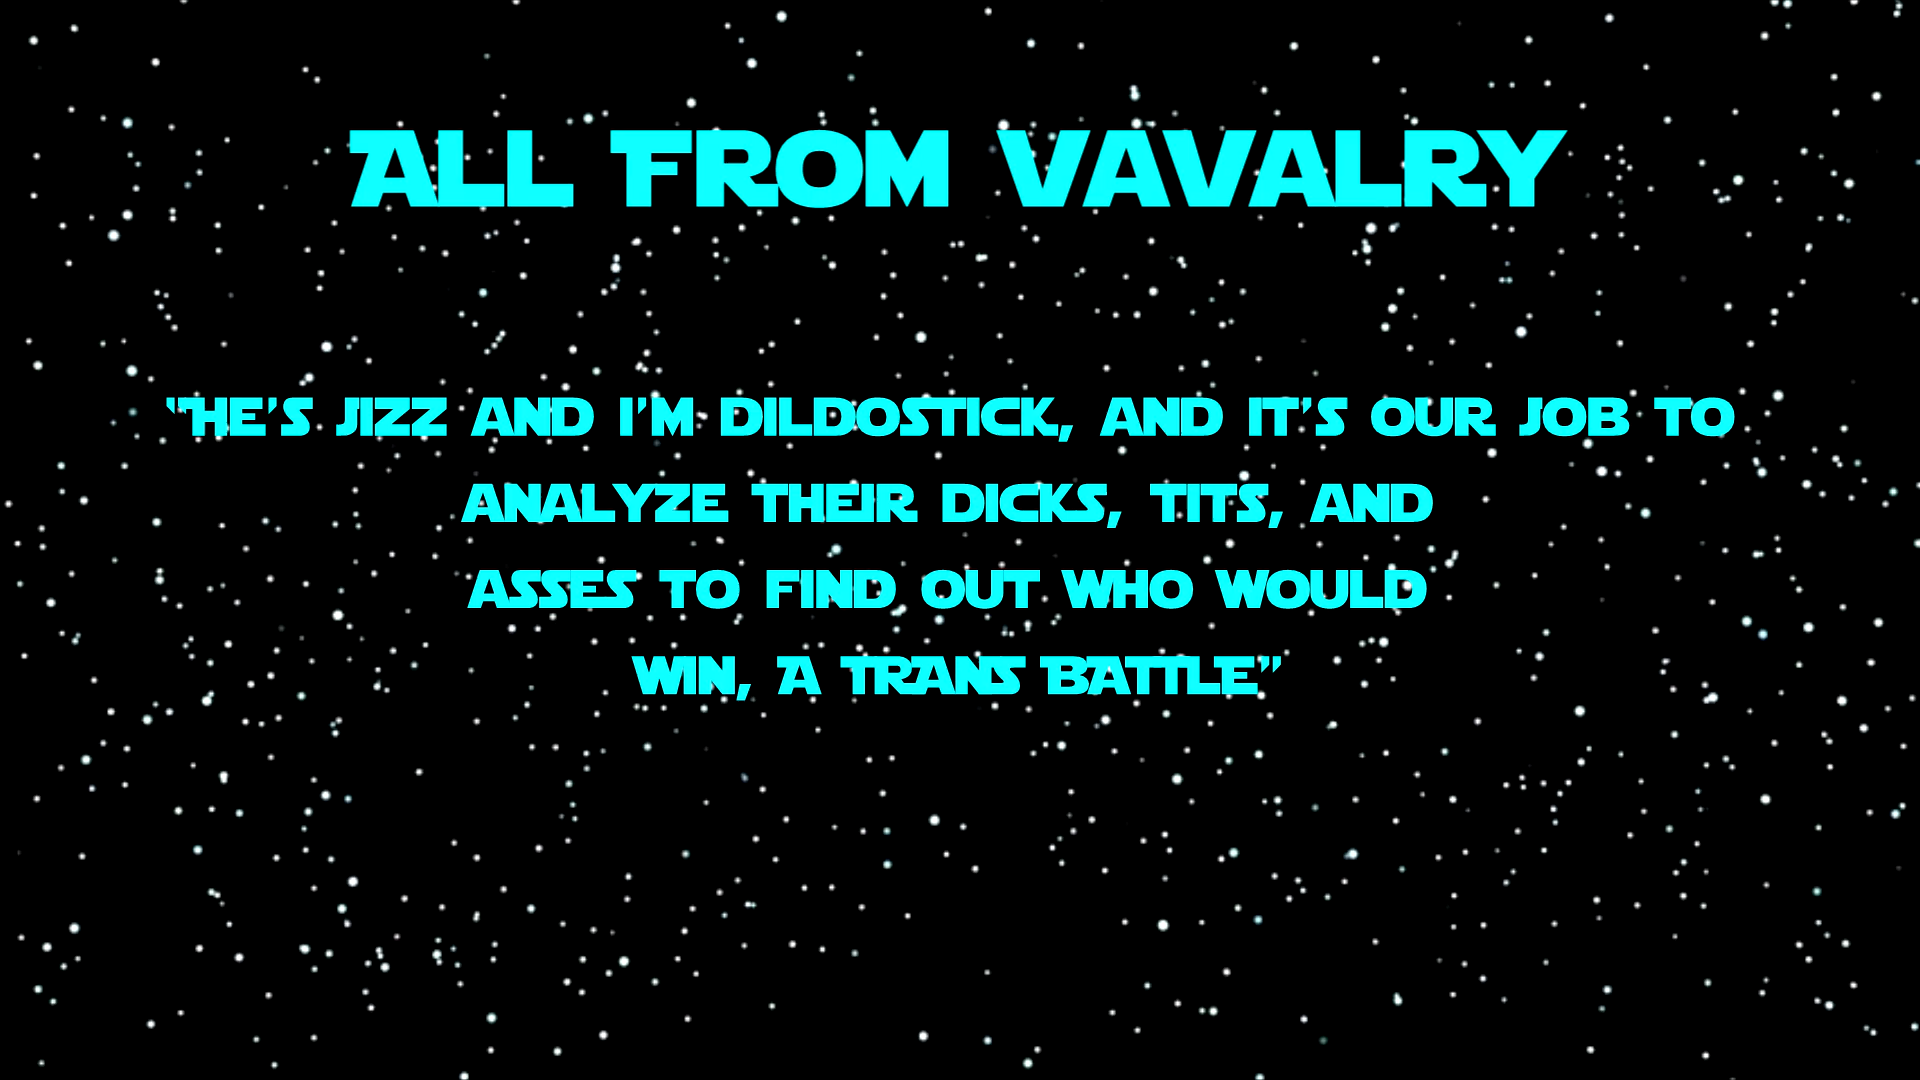 ALL FROM VAVALRY
"HE'S JIZZ AND I'M DILDOSTICK, AND IT'S OUR JOB TO
ANALYZE THEIR DICKS, TITS, AND
ASSES TO FIND OUT WHO WOULD
WIN, A TRANS BATTLE"